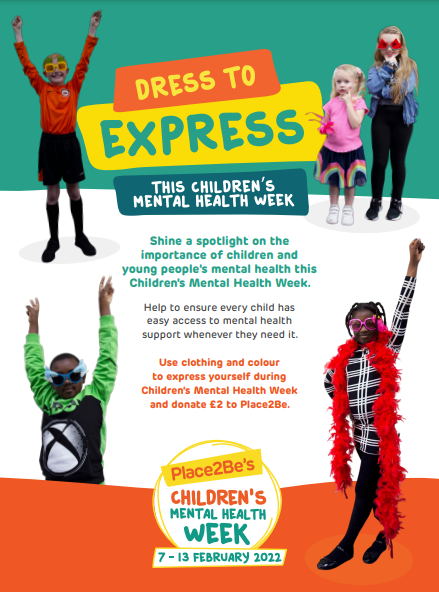 DRESS TO
EXPRESS
THIS CHILDREN'S
MENTAL HEALTH WEEK
Shine a spotlight on the
importance of children and
young people's mental health this
Children's Mental Health Week.
Help to ensure every child has
easy access to mental health
support whenever they need it.
Use clothing and colour
to express yourself during
Children's Mental Health Week
and donate £2 to Place2Be.
Place2Be's
CHILDREN'S
MENTAL HEALTH
WEEK
7 – 13 FEBRUARY 2022